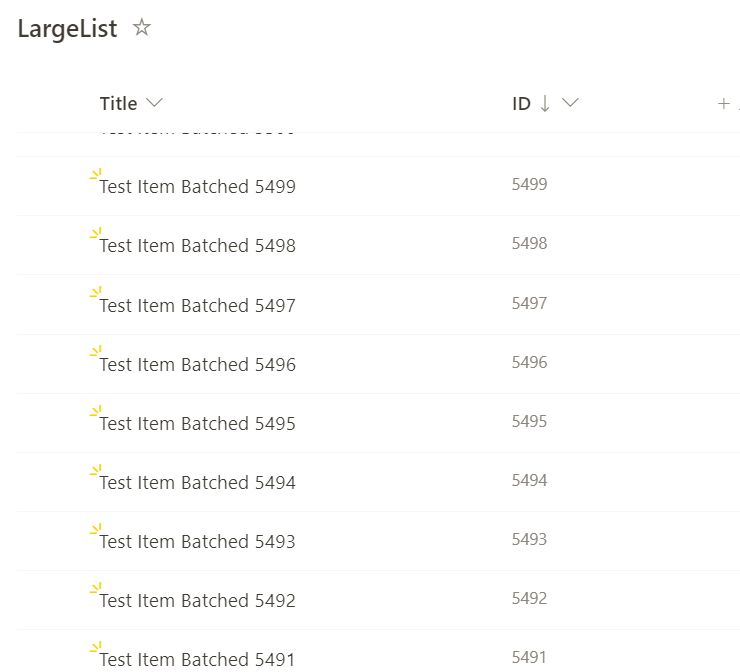 LargeList
Title ID
Test Item Batched 5499 5499
Test Item Batched 5498 5498
Test Item Batched 5497 5497
Test Item Batched 5496 5496
Test Item Batched 5495 5495
Test Item Batched 5494 5494
Test Item Batched 5493 5493
Test Item Batched 5492 5492
Test Item Batched 5491 5491